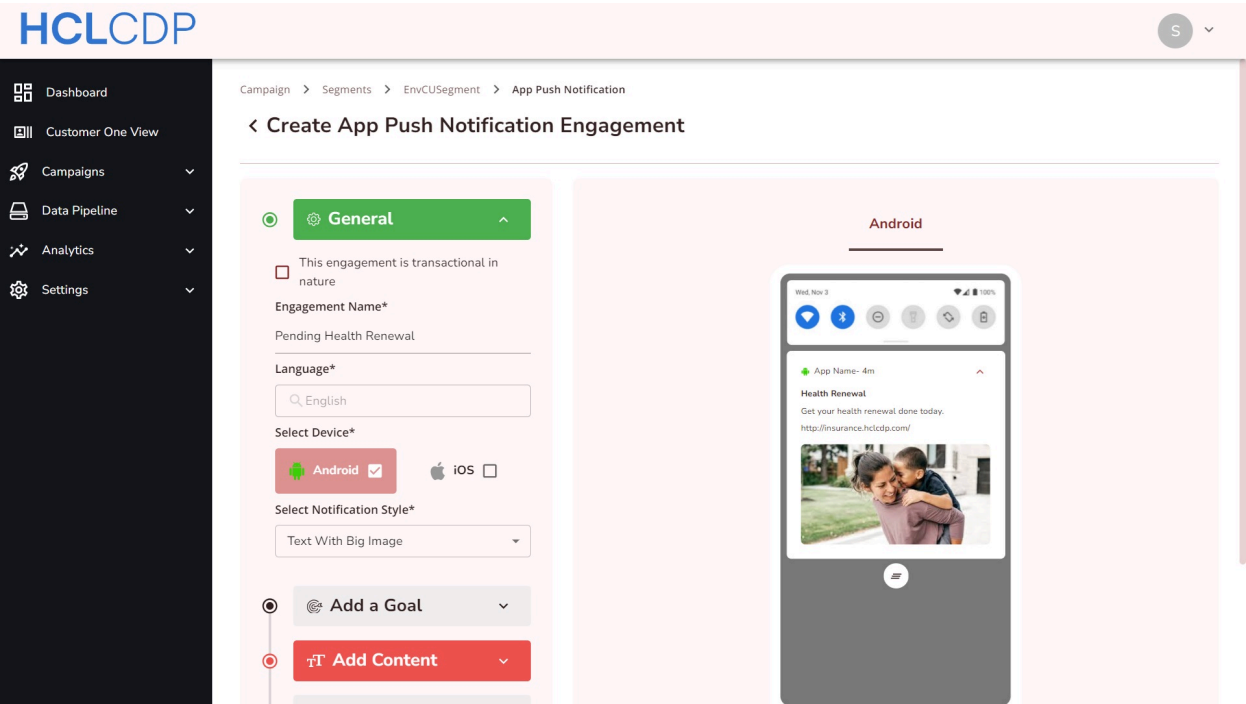 HCLCDP
S
Dashboard
Customer One View
Campaigns
Data Pipeline
Analytics
Settings
Campaign > Segments > EnvCUSegment > App Push Notification
< Create App Push Notification Engagement
General
This engagement is transactional in
nature
Engagement Name*
Pending Health Renewal
Language*
English
Select Device*
Android
iOS
Select Notification Style*
Text With Big Image
Add a Goal
TT Add Content
Android
Wed, Nov 3
100%
App Name- 4m
Health Renewal
Get your health renewal done today.
http://insurance.hclcdp.com/